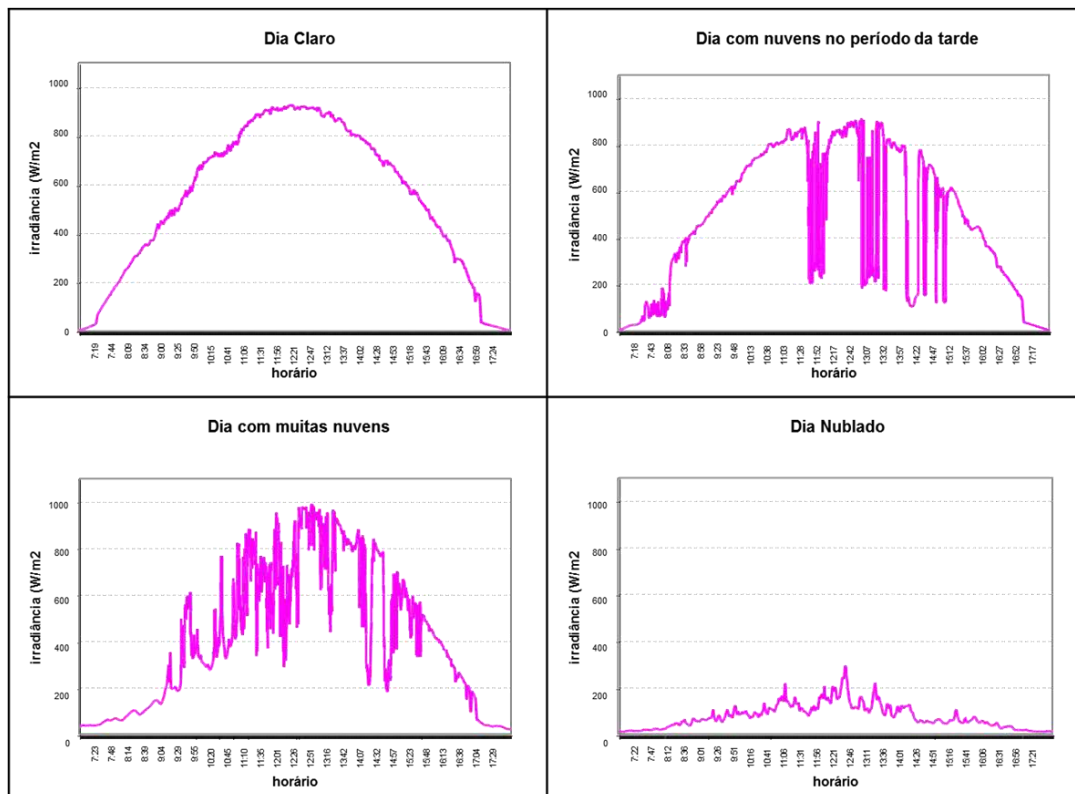 Dia Claro
irradiância (W/m2)
1000
800
600
400
200
0
7:19 7:44 8:09 8:34 9:00 9:25 9:50 10:15 10:41 11:06 11:31 11:56 12:21 12:47 13:12 13:37 14:02 14:28 14:53 15:18 15:43 16:09 16:34 16:59 17:24
horário
Dia com nuvens no período da tarde
irradiância (W/m2)
1000
800
600
400
200
0
7:18 7:43 8:08 8:33 8:58 9:23 9:48 10:13 10:38 11:03 11:28 11:52 12:17 12:42 13:07 13:32 13:57 14:22 14:47 15:12 15:37 16:02 16:27 16:52 17:17
horário
Dia com muitas nuvens
irradiância (W/m2)
1000
800
600
400
200
0
7:23 7:48 8:14 8:39 9:04 9:29 9:55 10:20 10:45 11:10 11:35 12:01 12:26 12:51 13:16 13:42 14:07 14:32 14:57 15:23 15:48 16:13 16:38 17:04 17:29
horário
Dia Nublado
irradiância (W/m2)
1000
800
600
400
200
0
7:22 7:47 8:12 8:36 9:01 9:26 9:51 10:16 10:41 11:06 11:31 11:56 12:21 12:46 13:11 13:36 14:01 14:26 14:51 15:16 15:41 16:06 16:31 16:56 17:21
horário